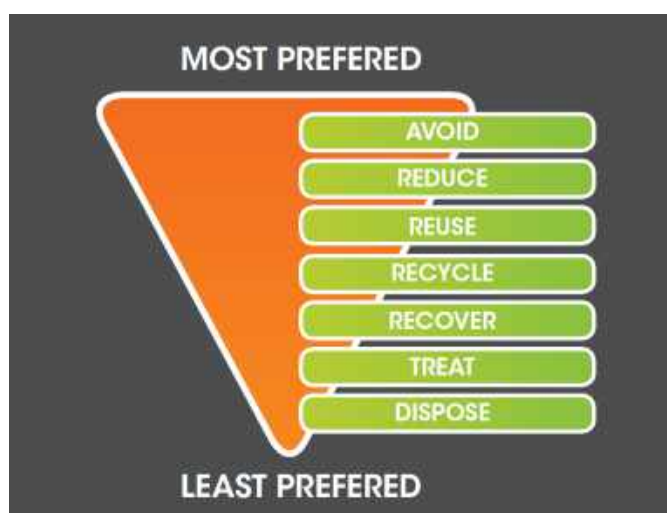 MOST PREFERED
AVOID
REDUCE
REUSE
RECYCLE
RECOVER
TREAT
DISPOSE
LEAST PREFERED